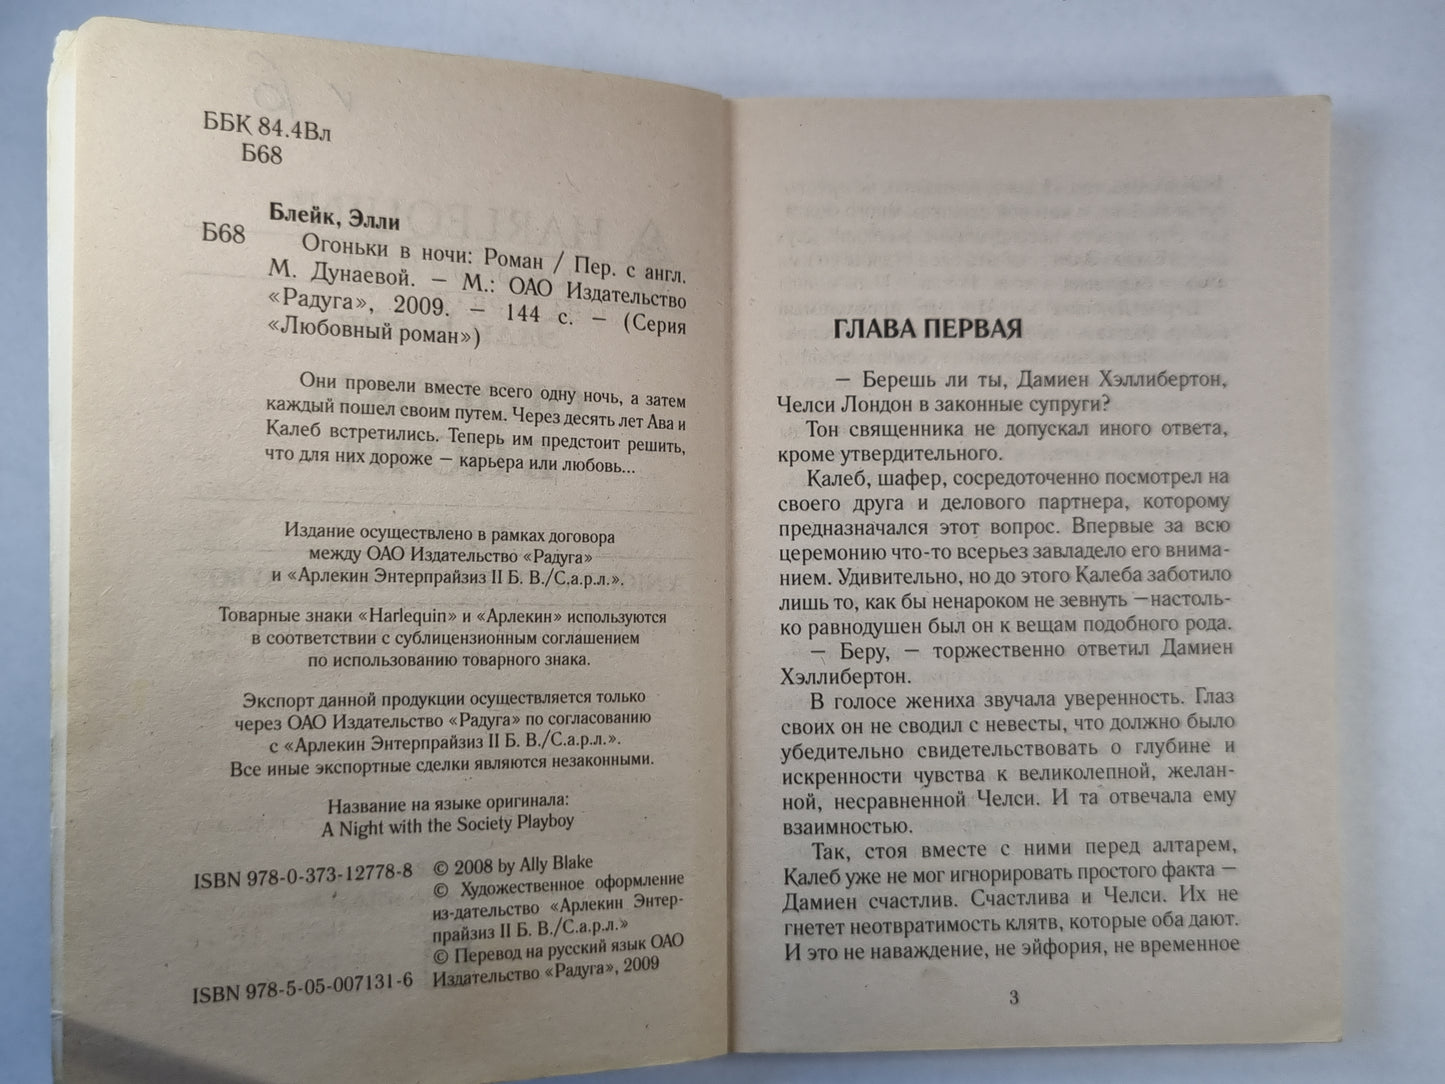 ББК 84.4Вл
Б68
Блейк, Элли
Б68
Огоньки в ночи: Роман / Пер. с англ.
М. Дунаевой. – М.: ОАО Издательство
«Радуга», 2009. – 144 с. – (Серия
«Любовный роман»)
Они провели вместе всего одну ночь, а затем
каждый пошел своим путем. Через десять лет Ава и
Калеб встретились. Теперь им предстоит решить,
что для них дороже – карьера или любовь...
Издание осуществлено в рамках договора
между ОАО Издательство «Радуга»
и «Арлекин Энтерпрайзиз II Б. В./С.а.р.л.».
Товарные знаки «Harlequin» и «Арлекин» используются
в соответствии с сублицензионным соглашением
по использованию товарного знака.
Экспорт данной продукции осуществляется только
через ОАО Издательство «Радуга» по согласованию
с «Арлекин Энтерпрайзиз II Б. В./С.а.р.л.».
Все иные экспортные сделки являются незаконными.
Название на языке оригинала:
A Night with the Society Playboy
ISBN 978-0-373-12778-8
© 2008 by Ally Blake
© Художественное оформление
из-дательство «Арлекин Энтер-
прайзиз II Б. В./С.а.р.л.»
© Перевод на русский язык ОАО
ISBN 978-5-05-007131-6
Издательство «Радуга», 2009
ГЛАВА ПЕРВАЯ
– Берешь ли ты, Дамиен Хэллибертон,
Челси Лондон в законные супруги?
Тон священника не допускал иного ответа,
кроме утвердительного.
Калеб, шафер, сосредоточенно посмотрел на
своего друга и делового партнера, которому
предназначался этот вопрос. Впервые за всю
церемонию что-то всерьез завладело его внима-
нием. Удивительно, но до этого Калеба заботило
лишь то, как бы ненароком не зевнуть –настоль-
ко равнодушен был он к вещам подобного рода.
– Беру, – торжественно ответил Дамиен
Хэллибертон.
В голосе жениха звучала уверенность. Глаз
своих он не сводил с невесты, что должно было
убедительно свидетельствовать о глубине и
искренности чувства к великолепной, желан-
ной, несравненной Челси. И та отвечала ему
взаимностью.
Так, стоя вместе с ними перед алтарем,
Калеб уже не мог игнорировать простого факта –
Дамиен счастлив. Счастлива и Челси. Их не
гнетет неотвратимость клятв, которые оба дают.
И это не наваждение, не эйфория, не временное
3